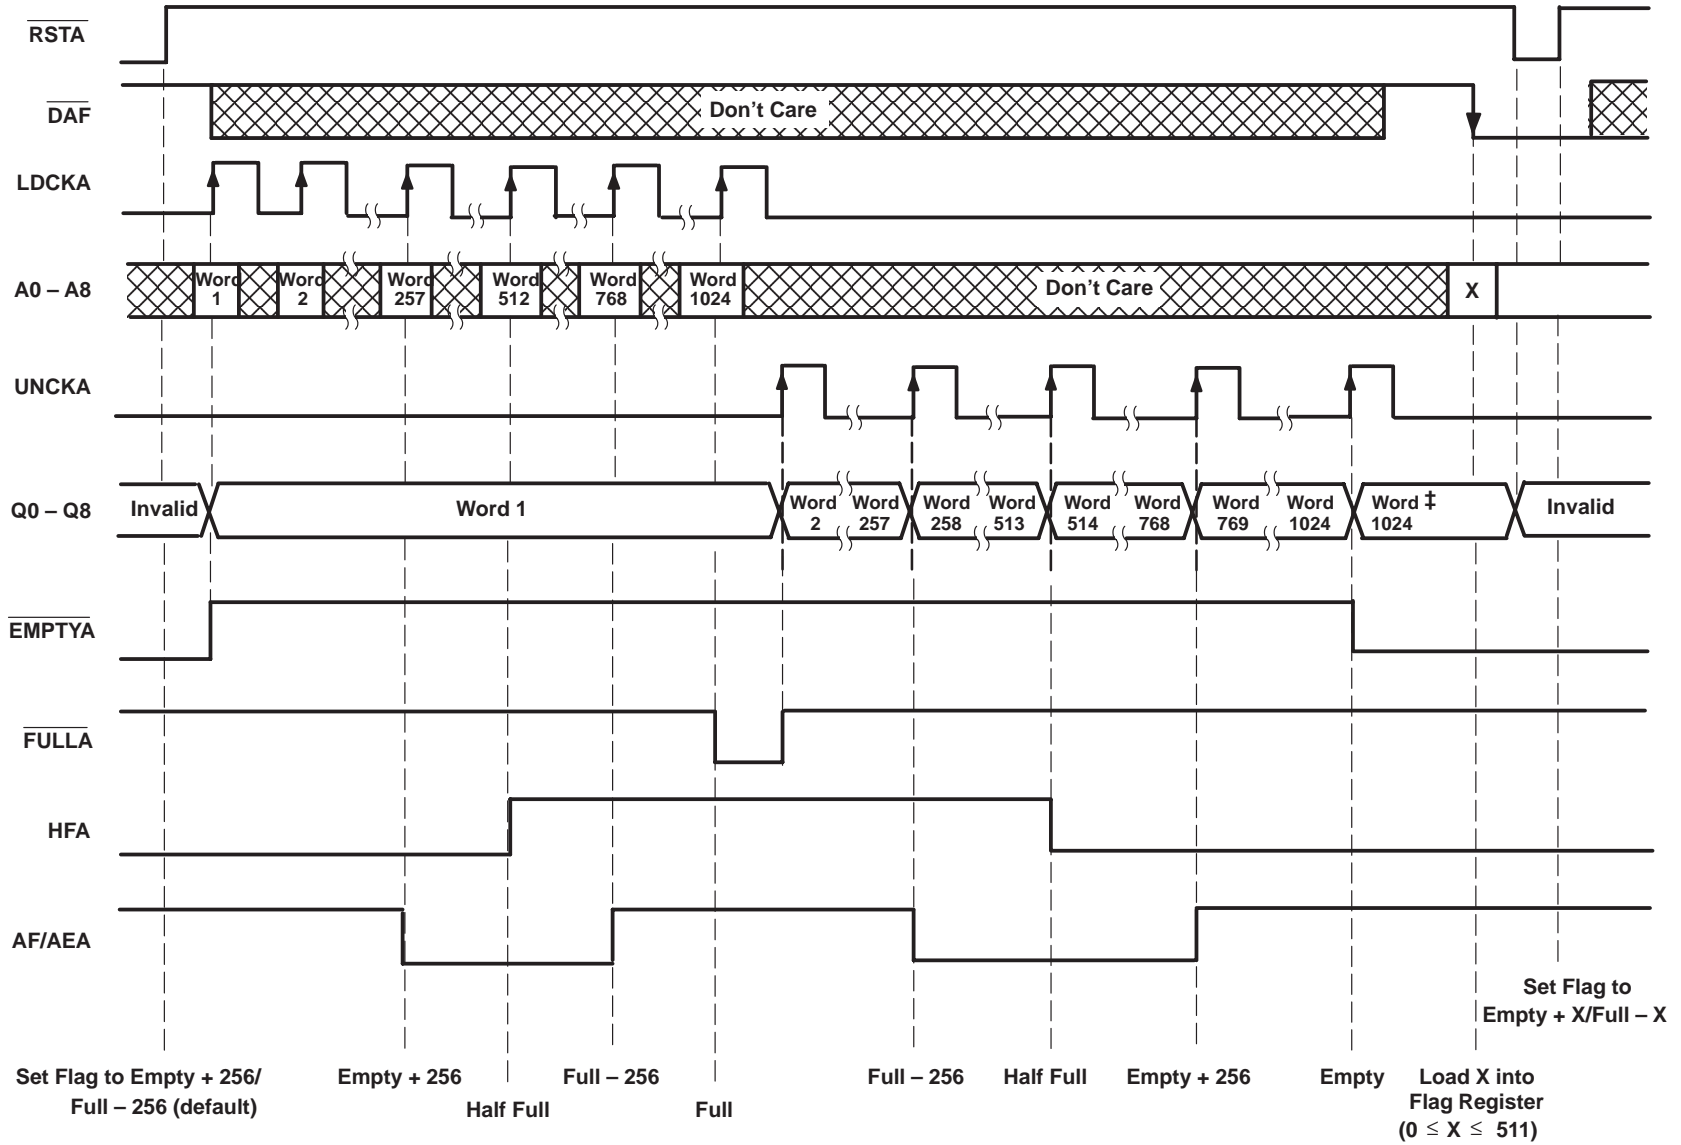 RSTA
DAF
Don't Care
LDCKA
A0 – A8
Word
1
Word
2
Word
257
Word
512
Word
768
Word
1024
Don't Care
X
UNCKA
Q0 – Q8
Invalid
Word 1
Word
2
Word
257
Word
258
Word
513
Word
514
Word
768
Word
769
Word
1024
Word ‡
1024
Invalid
EMPTYA
FULLA
HFA
AF/AEA
Set Flag to
Empty + X/Full – X
Set Flag to Empty + 256/
Full – 256 (default)
Empty + 256
Half Full
Full – 256
Full
Full – 256
Half Full
Empty + 256
Empty
Load X into
Flag Register
(0 ≤ X ≤ 511)